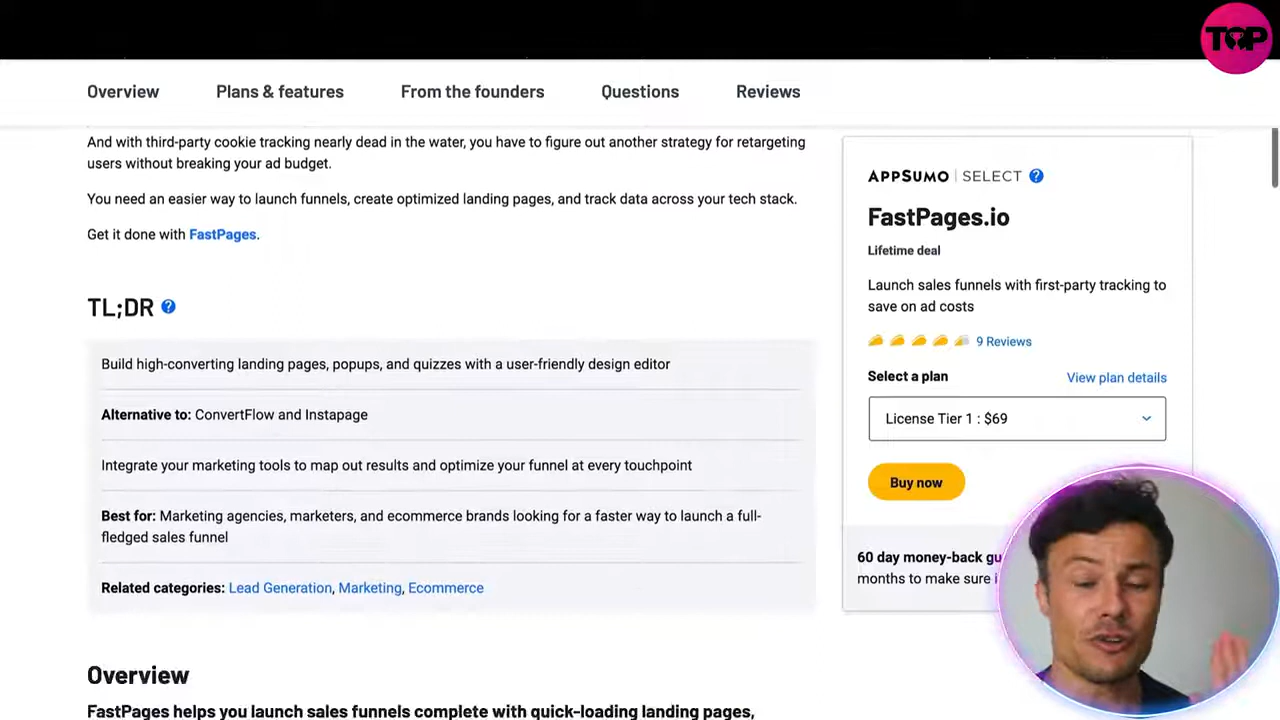 TOP
Overview
Plans & features
From the founders
Questions
Reviews
And with third-party cookie tracking nearly dead in the water, you have to figure out another strategy for retargeting
users without breaking your ad budget.
You need an easier way to launch funnels, create optimized landing pages, and track data across your tech stack.
Get it done with FastPages.
TL;DR ?
Build high-converting landing pages, popups, and quizzes with a user-friendly design editor
Alternative to: ConvertFlow and Instapage
Integrate your marketing tools to map out results and optimize your funnel at every touchpoint
Best for: Marketing agencies, marketers, and ecommerce brands looking for a faster way to launch a full-
fledged sales funnel
Related categories: Lead Generation, Marketing, Ecommerce
Overview
FastPages helps you launch sales funnels complete with quick-loading landing pages,
APPSUMO | SELECT ?
FastPages.io
Lifetime deal
Launch sales funnels with first-party tracking to
save on ad costs
9 Reviews
Select a plan
View plan details
License Tier 1 : $69
Buy now
60 day money-back gu
months to make sure i